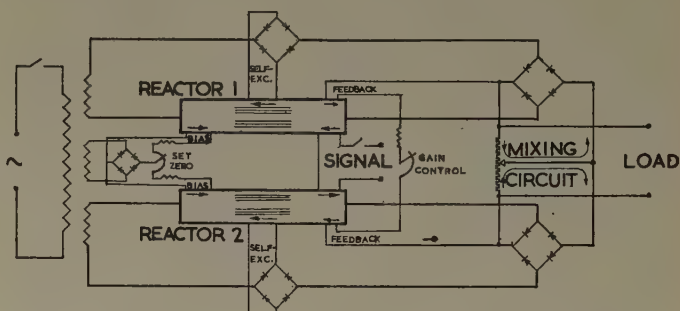 SELF-
EXC.
REACTOR 1
FEEDBACK
BIAS
SET
ZERO
SIGNAL
GAIN
CONTROL
MIXING
CIRCUIT
LOAD
BIAS
REACTOR 2
FEEDBACK
SELF-
EXC.